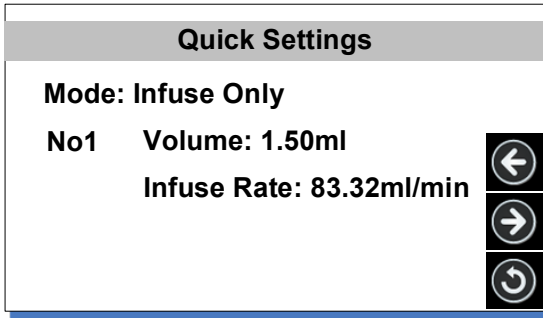 Quick Settings
Mode: Infuse Only
No1 Volume: 1.50ml
Infuse Rate: 83.32ml/min